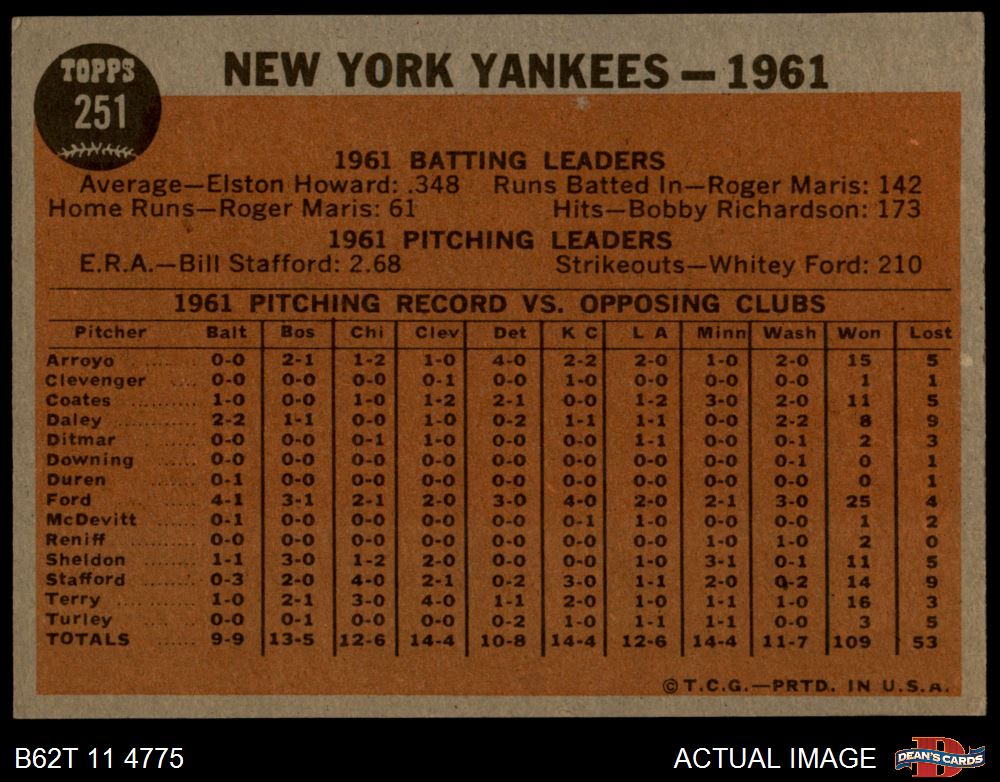 TOPPS
251
NEW YORK YANKEES — 1961
1961 BATTING LEADERS
Average—Elston Howard: .348 Runs Batted In—Roger Maris: 142
Home Runs—Roger Maris: 61 Hits—Bobby Richardson: 173
1961 PITCHING LEADERS
E.R.A.—Bill Stafford: 2.68 Strikeouts—Whitey Ford: 210
1961 PITCHING RECORD VS. OPPOSING CLUBS
Pitcher Balt Bos Chi Clev Det K C L A Minn Wash Won Lost
Arroyo ...... 0-0 2-1 1-2 1-0 4-0 2-2 2-0 1-0 2-0 15 5
Clevenger .... 0-0 0-0 0-0 0-1 0-0 1-0 0-0 0-0 0-0 1 1
Coates .......... 1-0 0-0 1-0 1-2 2-1 0-0 1-2 3-0 2-0 11 5
Daley .......... 2-2 1-1 0-0 1-0 0-2 1-1 1-1 0-0 2-2 8 9
Ditmar ...... 0-0 0-0 0-1 1-0 0-0 0-0 1-1 0-0 0-1 2 3
Downing ...... 0-0 0-0 0-0 0-0 0-0 0-0 0-0 0-0 0-1 0 1
Duren ...... 0-1 0-0 0-0 0-0 0-0 0-0 0-0 0-0 0-0 0 1
Ford .......... 4-1 3-1 2-1 2-0 3-0 4-0 2-0 2-1 3-0 25 4
McDevitt ...... 0-1 0-0 0-0 0-0 0-0 0-1 1-0 0-0 0-0 1 2
Reniff ...... 0-0 0-0 0-0 0-0 0-0 0-0 0-0 1-0 1-0 2 0
Sheldon ...... 1-1 3-0 1-2 2-0 0-0 0-0 1-0 3-1 0-1 11 5
Stafford ...... 0-3 2-0 4-0 2-1 0-2 3-0 1-1 2-0 0-2 14 9
Terry .......... 1-0 2-1 3-0 4-0 1-1 2-0 1-0 1-1 1-0 16 3
Turley ...... 0-0 0-1 0-0 0-0 0-2 1-0 1-1 1-1 0-0 3 5
TOTALS ...... 9-9 13-5 12-6 14-4 10-8 14-4 12-6 14-4 11-7 109 53
© T.C.G.—PRTD. IN U.S.A.
B62T 11 4775 ACTUAL IMAGE
D
DEAN'S CARDS